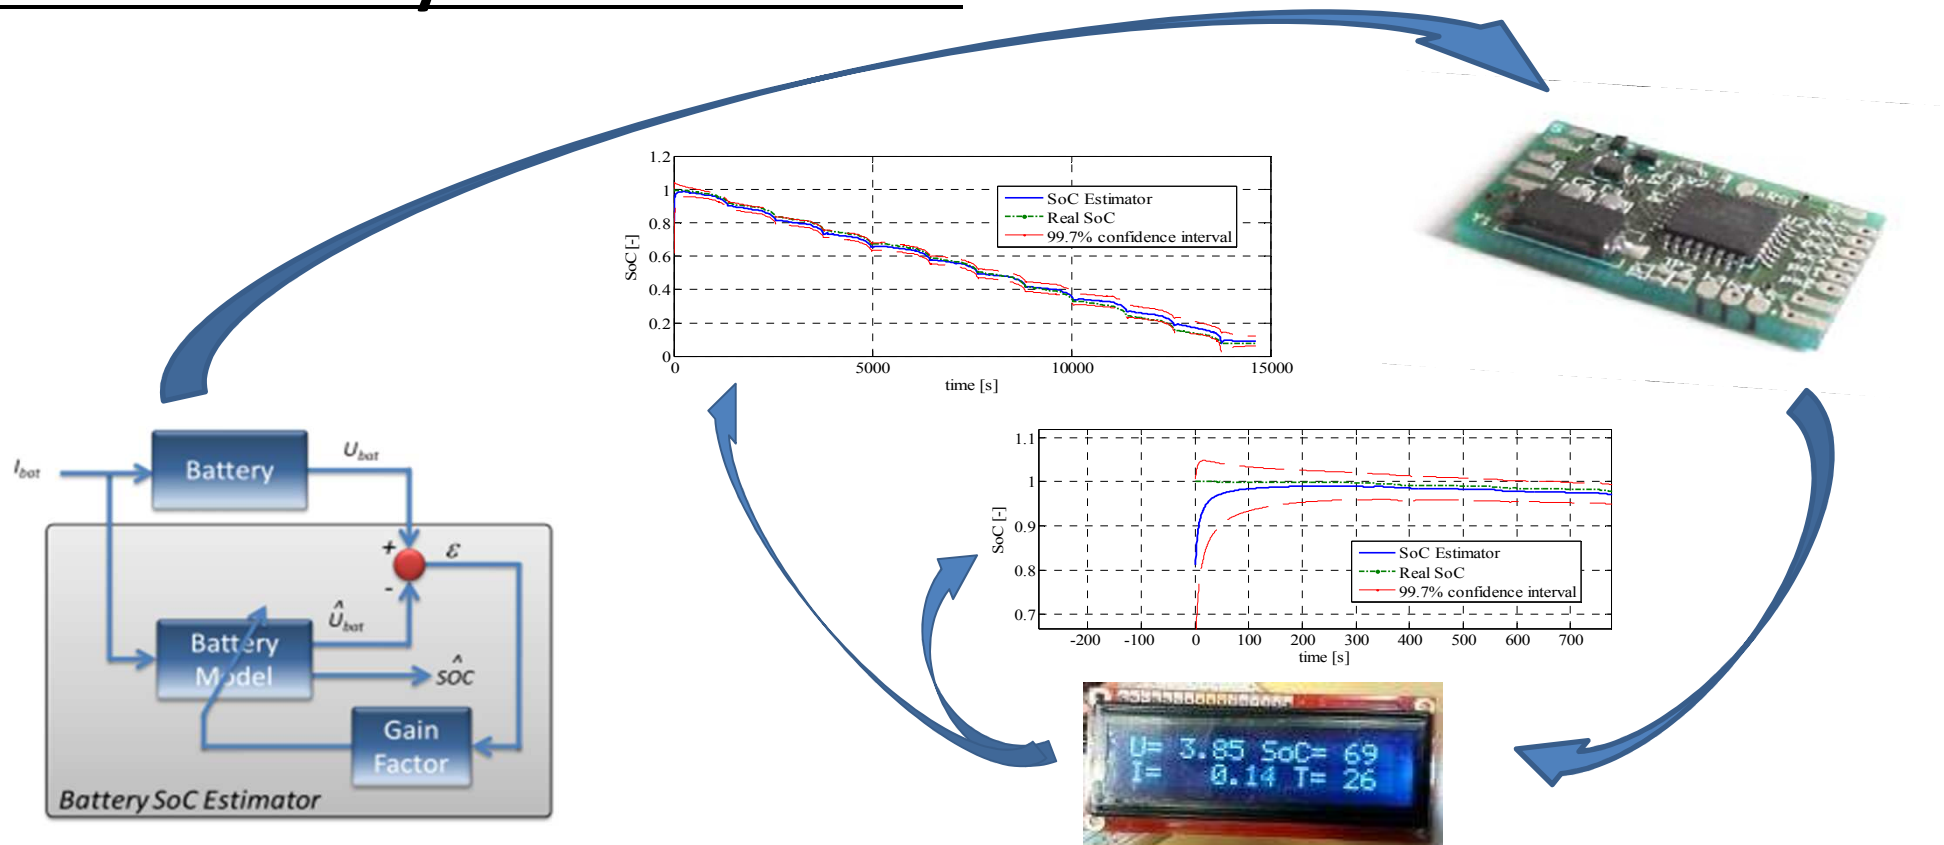 1.2
1
0.8
0.6
0.4
0.2
0
SoC [-]
SoC Estimator
Real SoC
99.7% confidence interval
0 5000 10000 15000
time [s]
I bat
Battery
U bat
+
ε
-
Û bat
Battery
Model
SOC^
Gain
Factor
Battery SoC Estimator
1.1
1
0.9
0.8
0.7
SoC [-]
SoC Estimator
Real SoC
99.7% confidence interval
-200 -100 0 100 200 300 400 500 600 700
time [s]
U= 3.85 SoC= 69
I= 0.14 T= 26